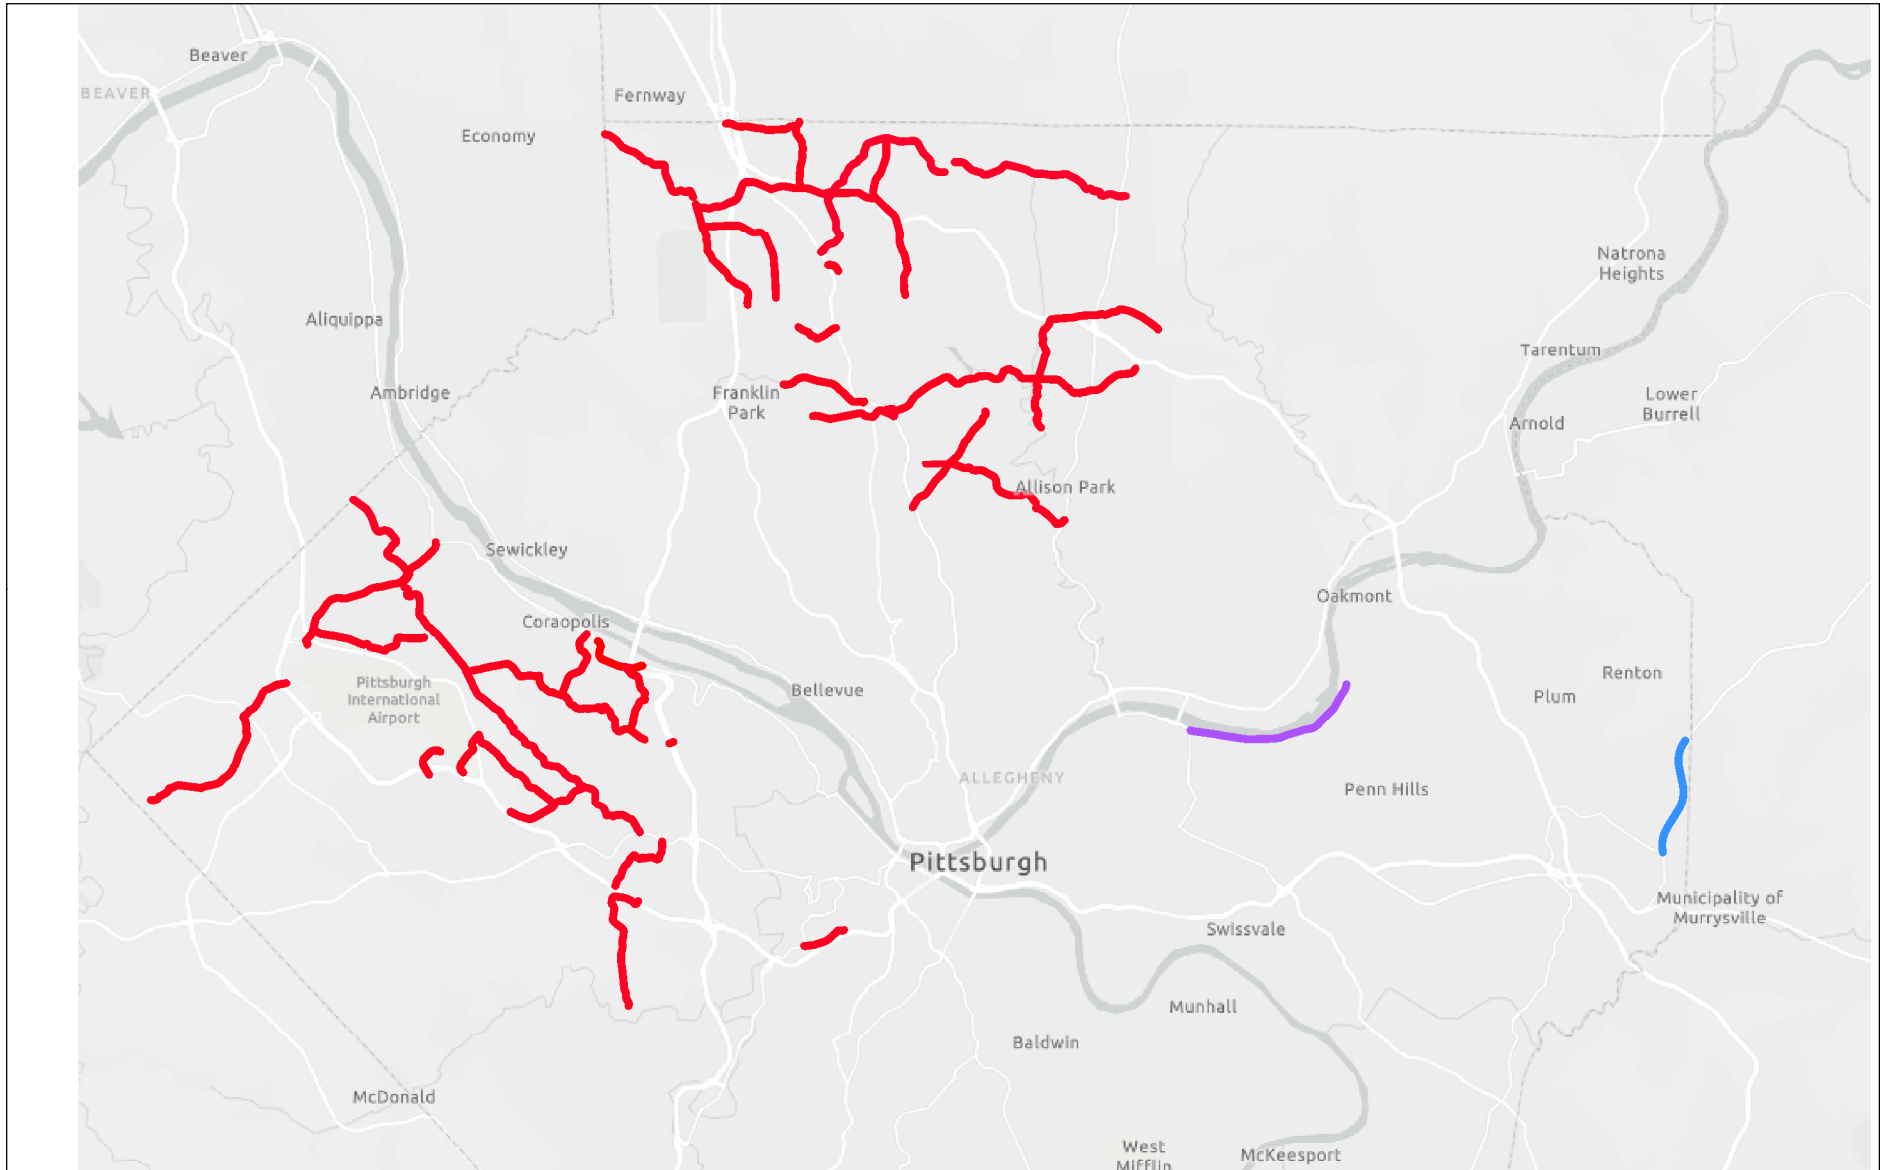 Beaver
BEAVER
Fernway
Economy
Natrona
Heights
Aliquippa
Tarentum
Ambridge
Franklin
Park
Lower
Burrell
Arnold
Allison Park
Sewickley
Oakmont
Coraopolis
Renton
Pittsburgh
International
Airport
Bellevue
Plum
ALLEGHENY
Penn Hills
Pittsburgh
Municipality of
Murrysville
Swissvale
Munhall
Baldwin
McDonald
West
Mifflin
McKeesport